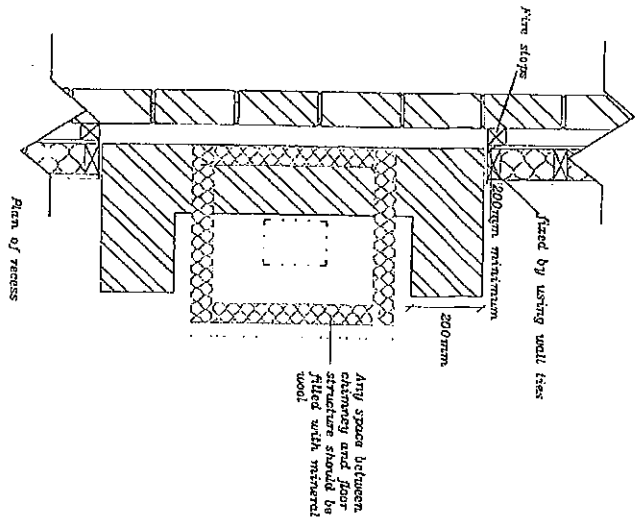 Fire stops
fixed by using wall ties
200mm minimum
200mm
Any space between
chimney and floor
structure should be
filled with mineral
wool
Plan of recess